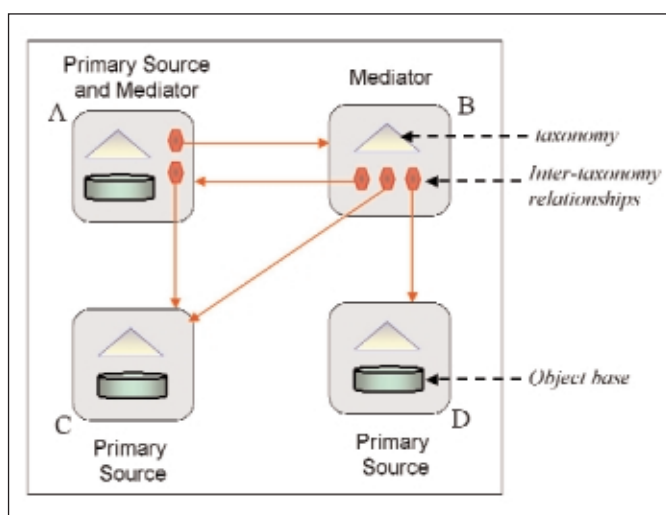 Primary Source
and Mediator
Mediator
A
B
taxonomy
Inter-taxonomy
relationships
Object base
C
D
Primary
Source
Primary
Source